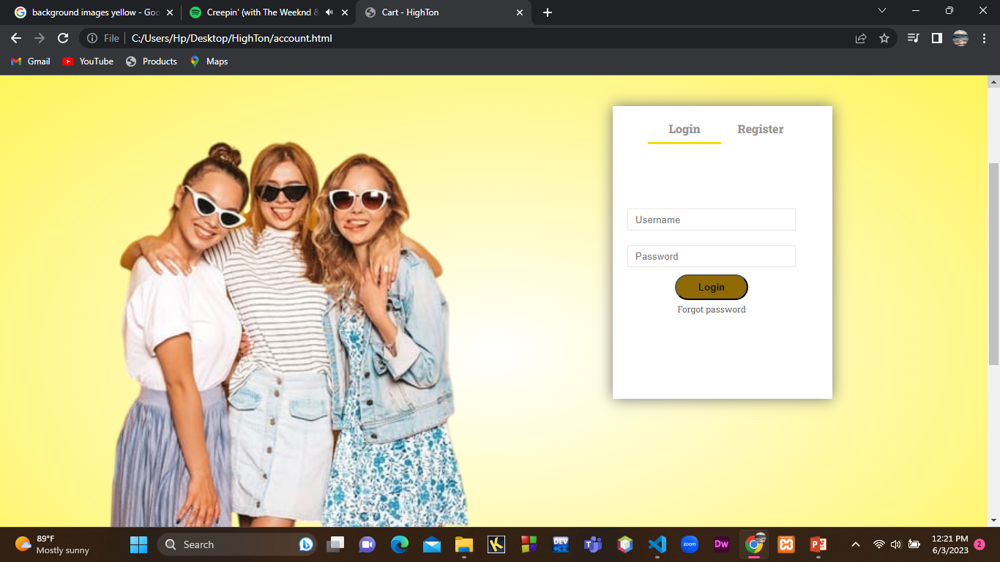 background images yellow - Goo
Creepin' (with The Weeknd &
Cart - HighTon
File
C:/Users/Hp/Desktop/HighTon/account.html
Gmail
YouTube
Products
Maps
Login
Register
Username
Password
Login
Forgot password
89°F
Mostly sunny
Search
DEV
zoom
Dw
12:21 PM
6/3/2023
2